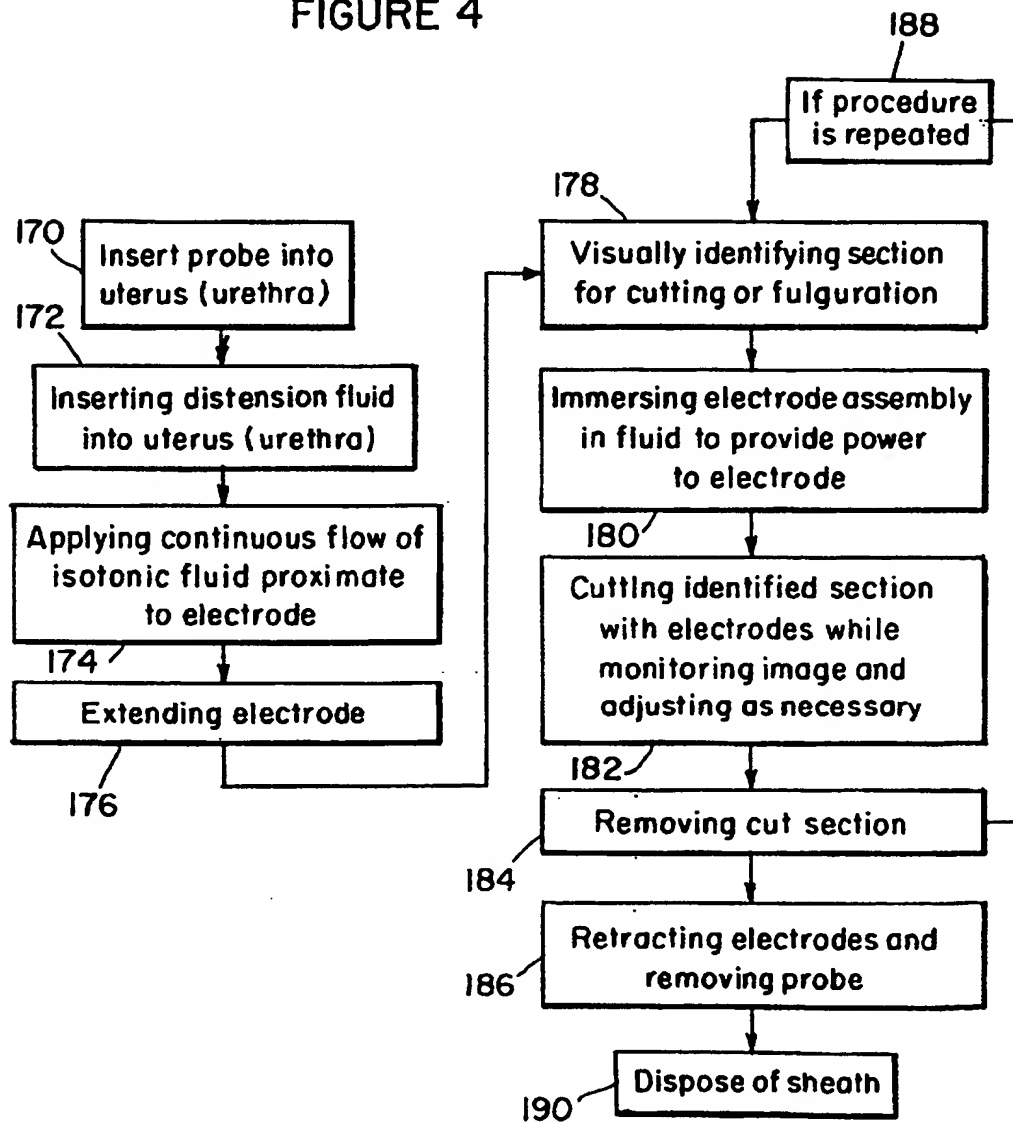 FIGURE 4
170
Insert probe into
uterus (urethra)
172
Inserting distension fluid
into uterus (urethra)
Applying continuous flow of
isotonic fluid proximate
to electrode
174
Extending electrode
176
188
If procedure
is repeated
178
Visually identifying section
for cutting or fulguration
Immersing electrode assembly
in fluid to provide power
to electrode
180
Cutting identified section
with electrodes while
monitoring image and
adjusting as necessary
182
Removing cut section
184
Retracting electrodes and
removing probe
186
Dispose of sheath
190